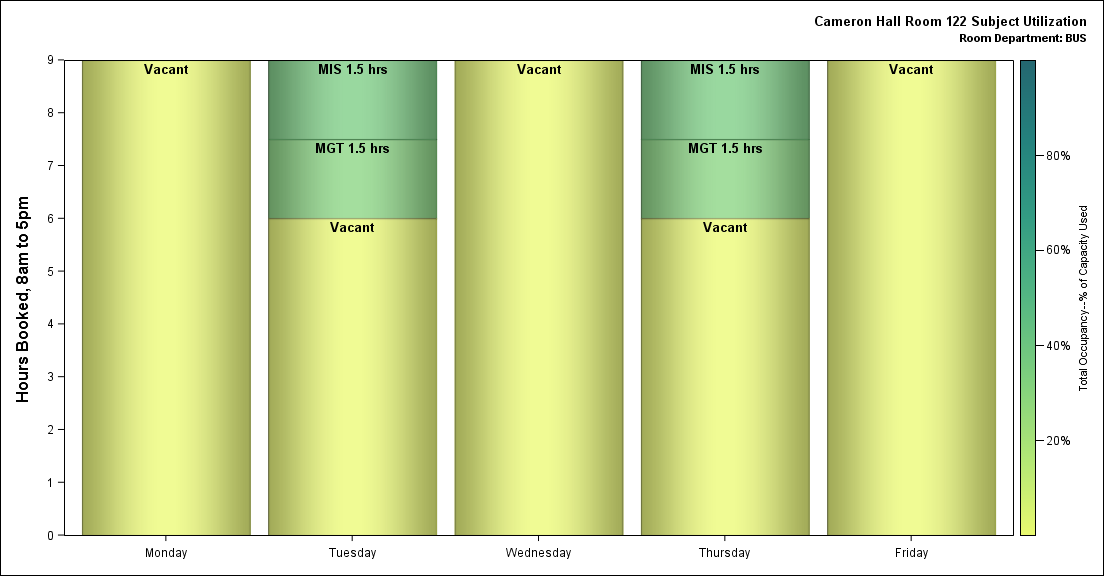 Cameron Hall Room 122 Subject Utilization
Room Department: BUS
Hours Booked, 8am to 5pm
9
8
7
6
5
4
3
2
1
0
Vacant
MIS 1.5 hrs
MGT 1.5 hrs
Vacant
Vacant
MIS 1.5 hrs
MGT 1.5 hrs
Vacant
Vacant
Monday
Tuesday
Wednesday
Thursday
Friday
80%
60%
40%
20%
Total Occupancy--% of Capacity Used